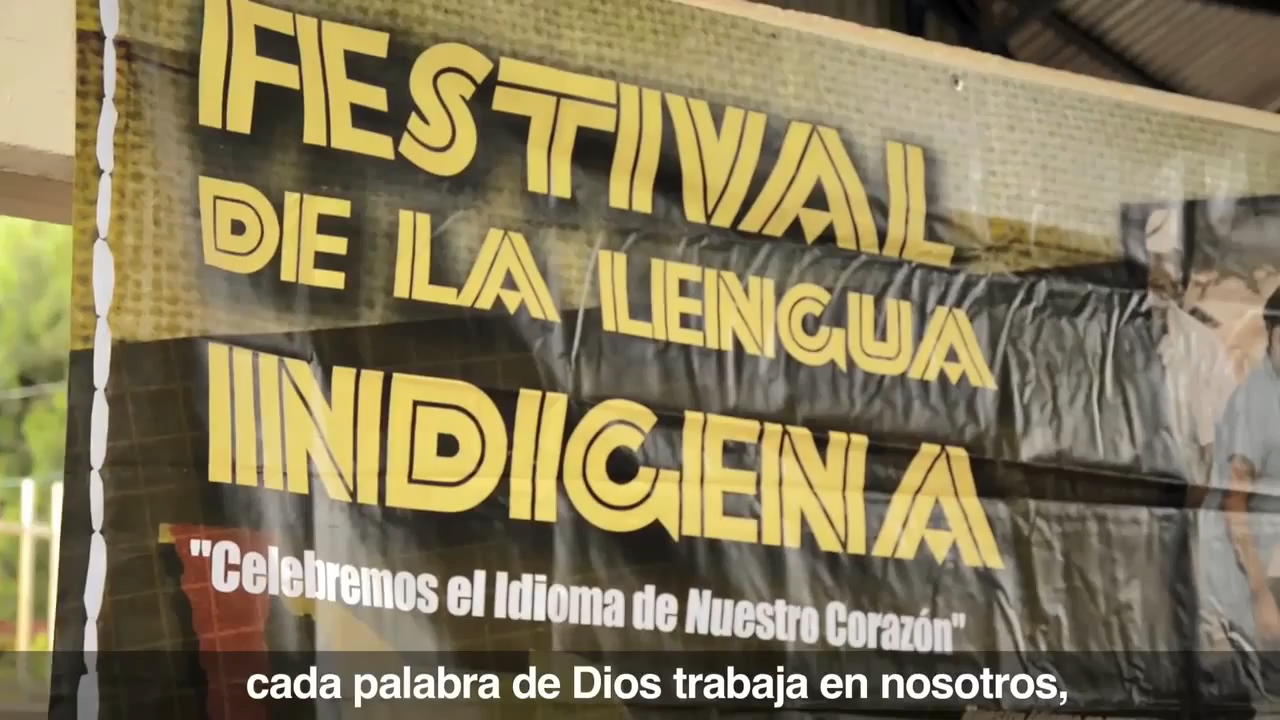 FESTIVAL
DE LA LENGUA
INDIGENA
"Celebremos el Idioma de Nuestro Corazón"
cada palabra de Dios trabaja en nosotros,